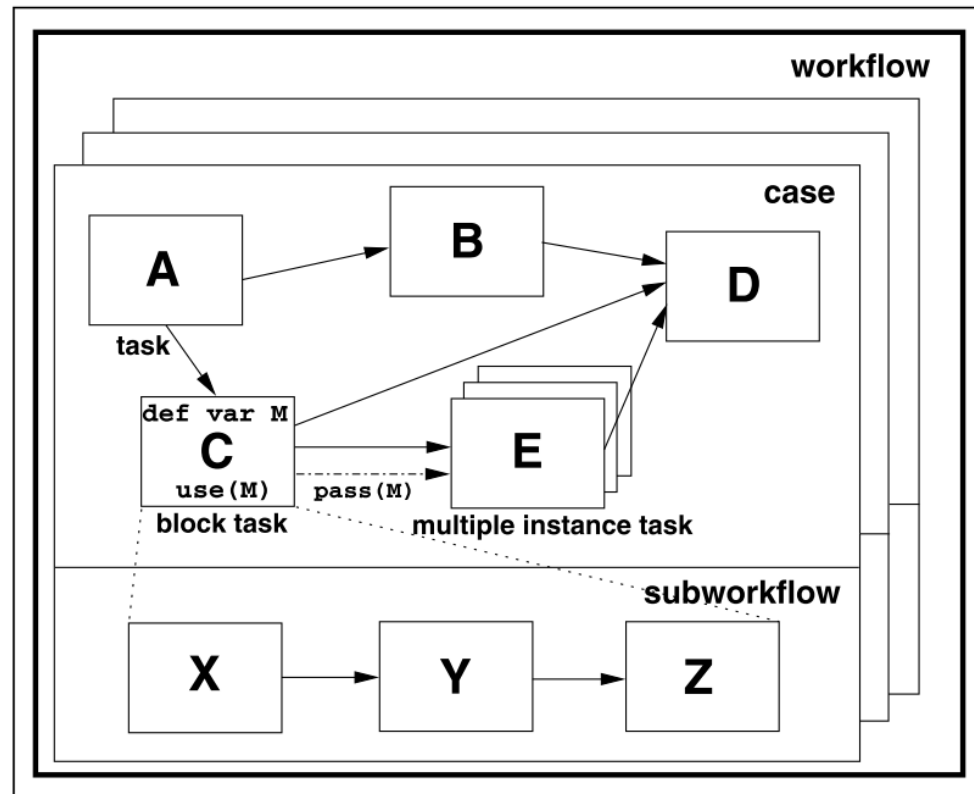 workflow
case
A
B
D
task
def var M
C
use(M)
block task
pass(M)
E
multiple instance task
subworkflow
X
Y
Z